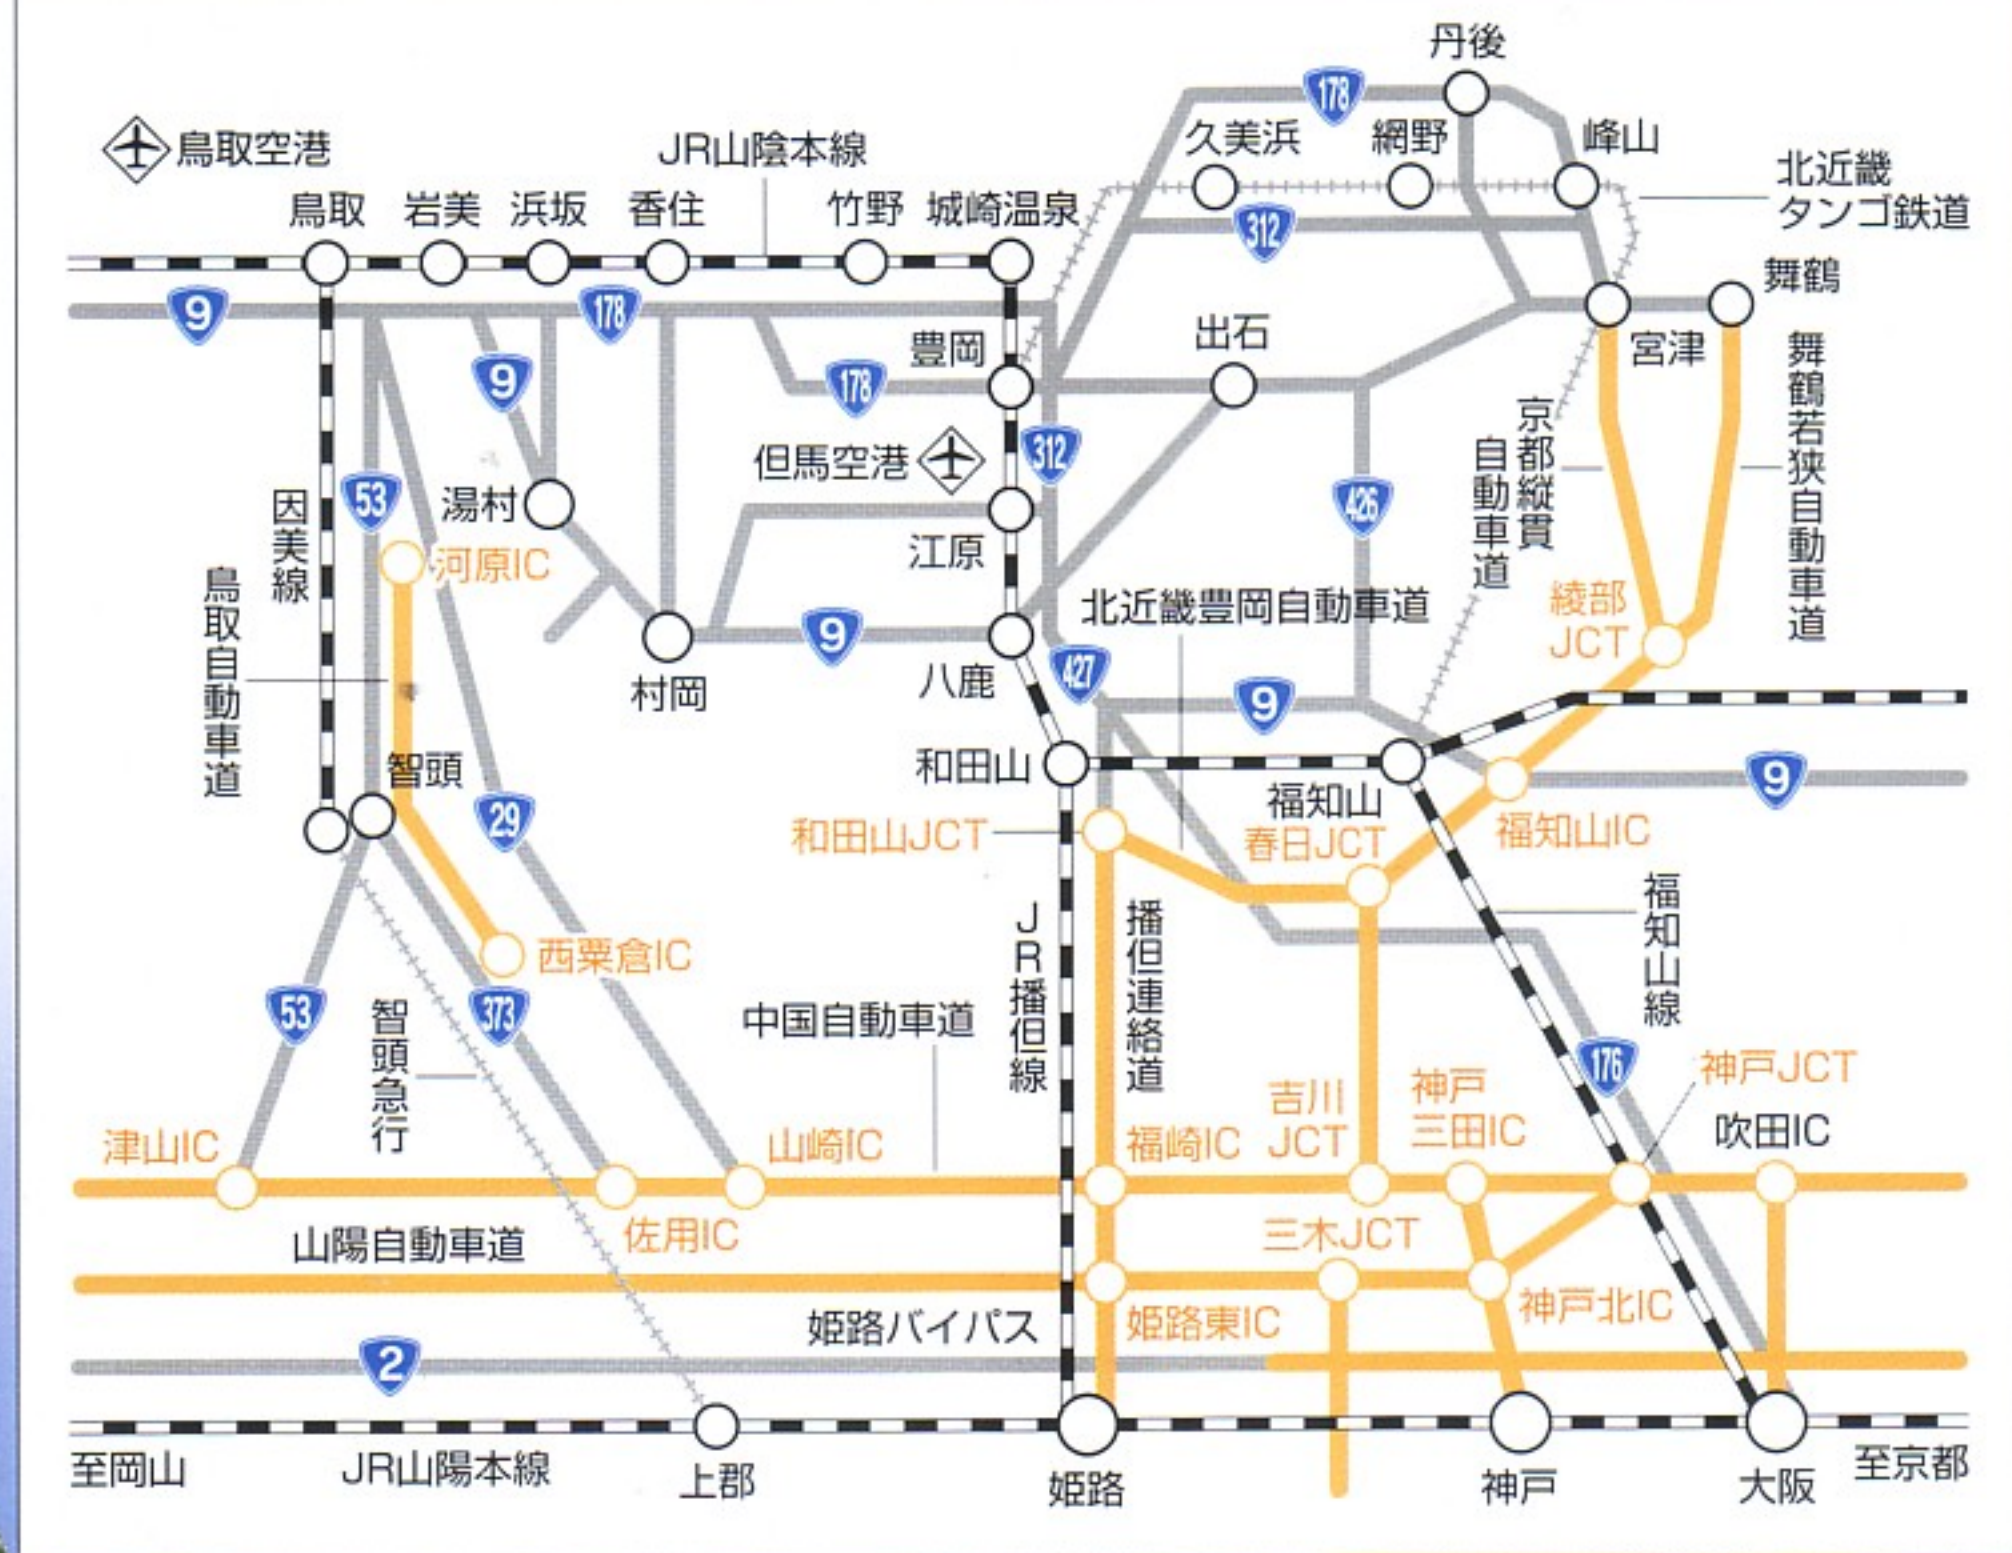 丹後
178
鳥取空港
JR山陰本線
久美浜
網野
峰山
北近畿
タンゴ鉄道
鳥取
岩美
浜坂
香住
竹野
城崎温泉
312
舞鶴
9
178
出石
豊岡
宮津
9
178
舞鶴若狭自動車道
京都縦貫
自動車道
但馬空港
312
53
湯村
426
因美線
河原IC
江原
鳥取自動車道
北近畿豊岡自動車道
綾部
JCT
9
八鹿
427
村岡
9
智頭
和田山
福知山
9
29
和田山JCT
春日JCT
福知山IC
福知山線
JR播但線
播但連絡道
西粟倉IC
53
373
智頭急行
中国自動車道
176
神戸JCT
吉川
JCT
神戸
三田IC
吹田IC
津山IC
山崎IC
福崎IC
佐用IC
三木JCT
山陽自動車道
姫路バイパス
姫路東IC
神戸北IC
2
至岡山
JR山陽本線
上郡
姫路
神戸
大阪
至京都